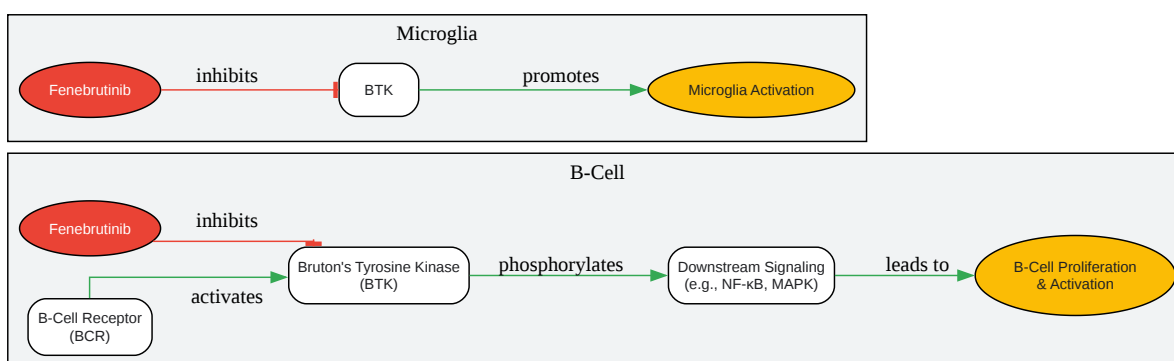 Microglia
Fenebrutinib
inhibits
BTK
promotes
Microglia Activation
B-Cell
Fenebrutinib
inhibits
B-Cell Receptor
(BCR)
activates
Bruton's Tyrosine Kinase
(BTK)
phosphorylates
Downstream Signaling
(e.g., NF-κB, MAPK)
leads to
B-Cell Proliferation
& Activation